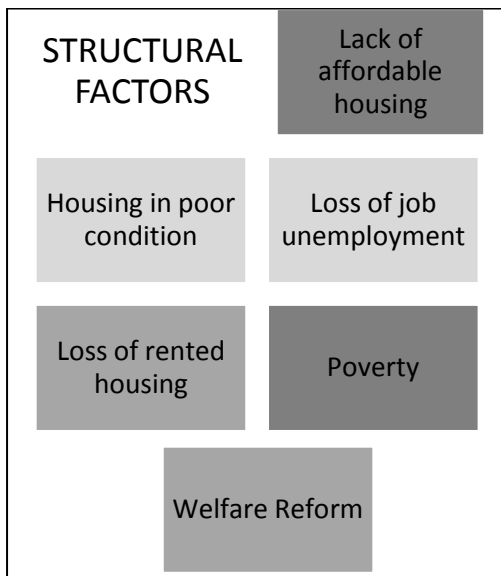 STRUCTURAL
FACTORS
Lack of
affordable
housing
Housing in poor
condition
Loss of job
unemployment
Loss of rented
housing
Poverty
Welfare Reform